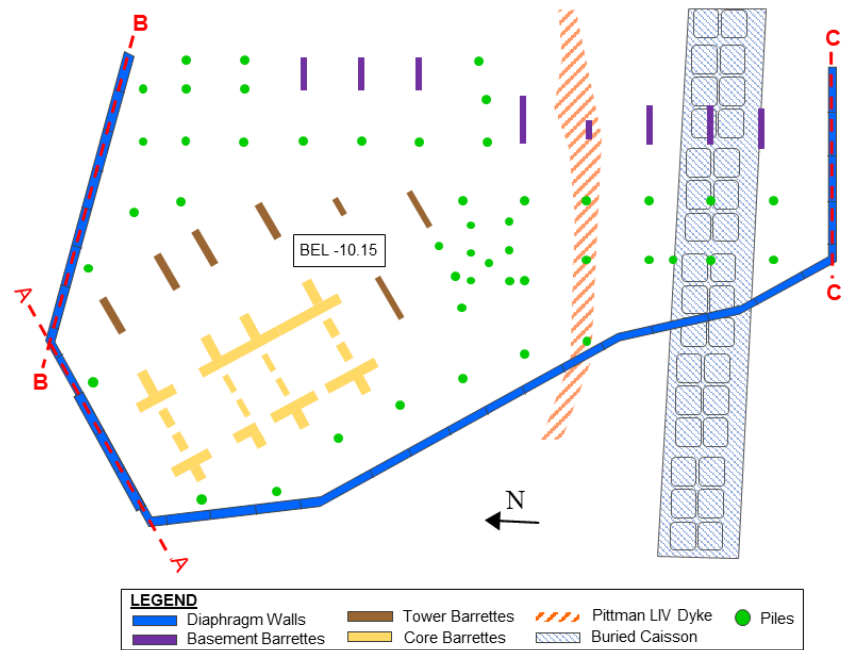 B
C
BEL -10.15
A
B
C
N
A
LEGEND
Diaphragm Walls
Tower Barrettes
Pittman LIV Dyke
Piles
Basement Barrettes
Core Barrettes
Buried Caisson